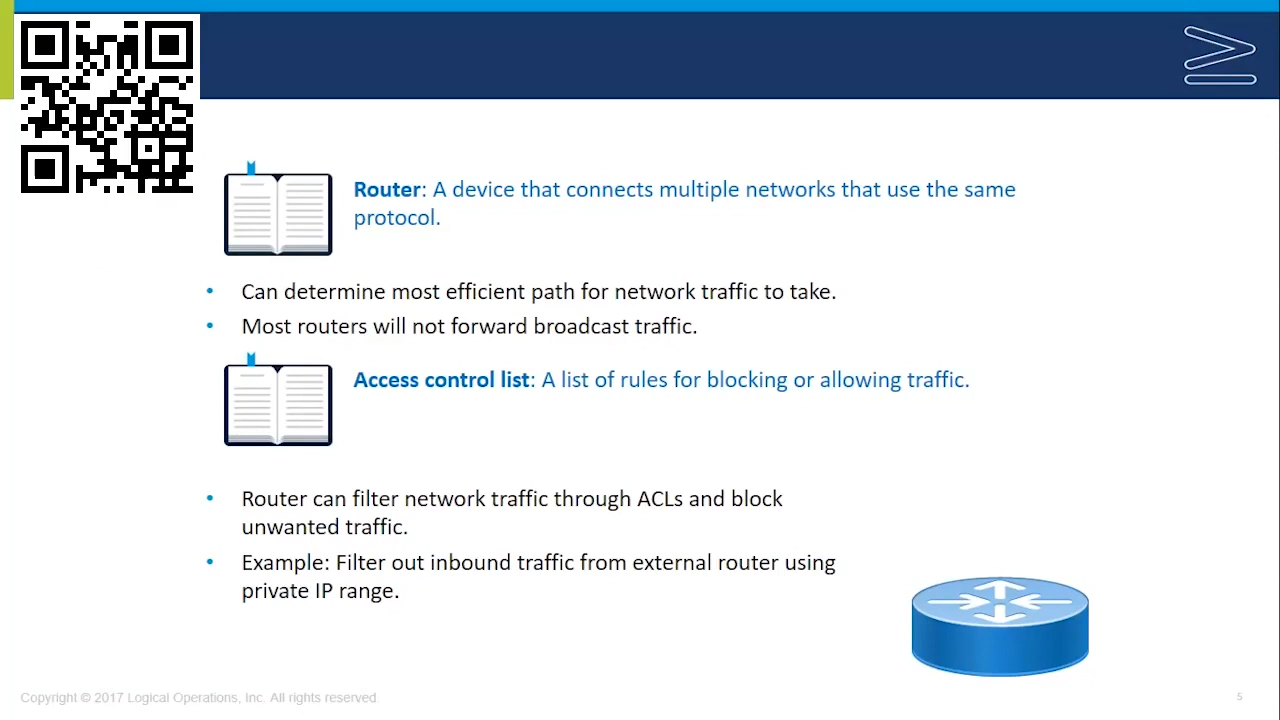 Router: A device that connects multiple networks that use the same
protocol.
• Can determine most efficient path for network traffic to take.
• Most routers will not forward broadcast traffic.
Access control list: A list of rules for blocking or allowing traffic.
• Router can filter network traffic through ACLs and block
unwanted traffic.
• Example: Filter out inbound traffic from external router using
private IP range.
Copyright © 2017 Logical Operations, Inc. All rights reserved.
5